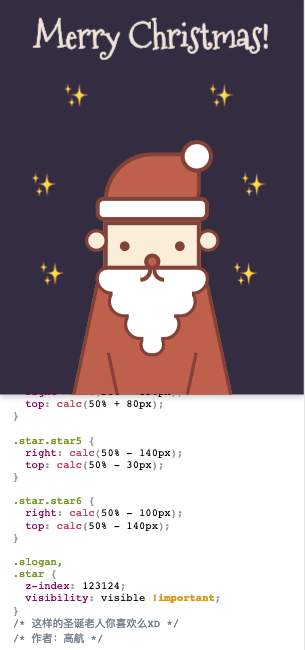 Merry Christmas!
top: calc(50% + 80px);
}
.star.star5 {
right: calc(50% - 140px);
top: calc(50% - 30px);
}
.star.star6 {
right: calc(50% - 100px);
top: calc(50% - 140px);
}
.slogan,
.star {
z-index: 123124;
visibility: visible !important;
}
/* 这样的圣诞老人你喜欢么XD */
/* 作者: 高航 */